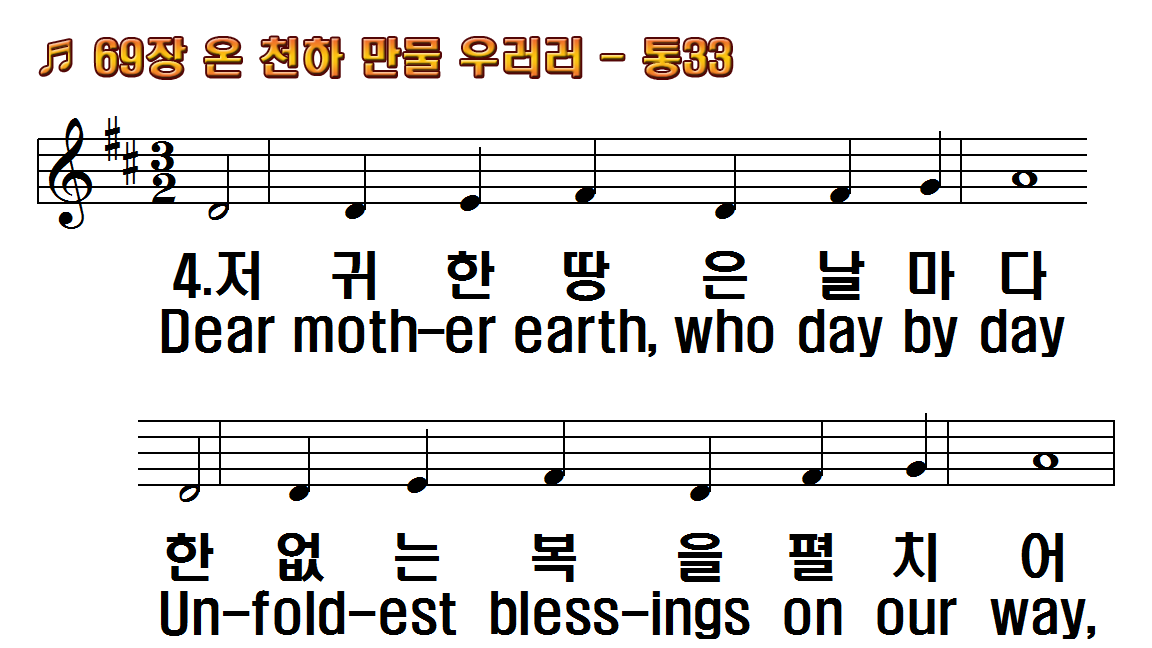 69장 온 천하 만물 우러러 - 통33
4.저 귀 한 땅 은 날 마 다
Dear moth-er earth, who day by day
한 없 는 복 을 펼 치 어
Un-fold-est bless-ings on our way,